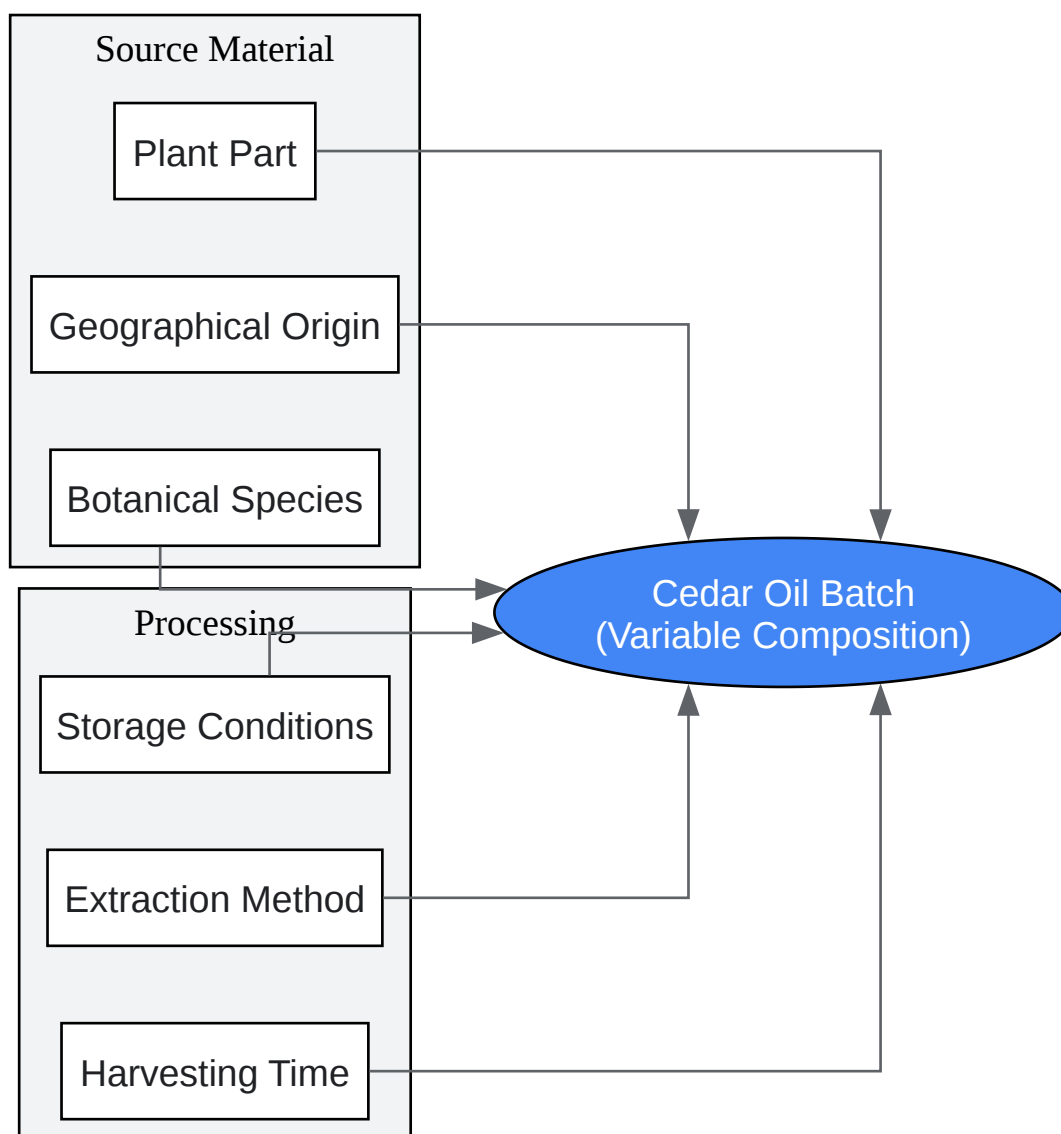 Source Material
Plant Part
Geographical Origin
Botanical Species
Cedar Oil Batch
(Variable Composition)
Processing
Storage Conditions
Extraction Method
Harvesting Time